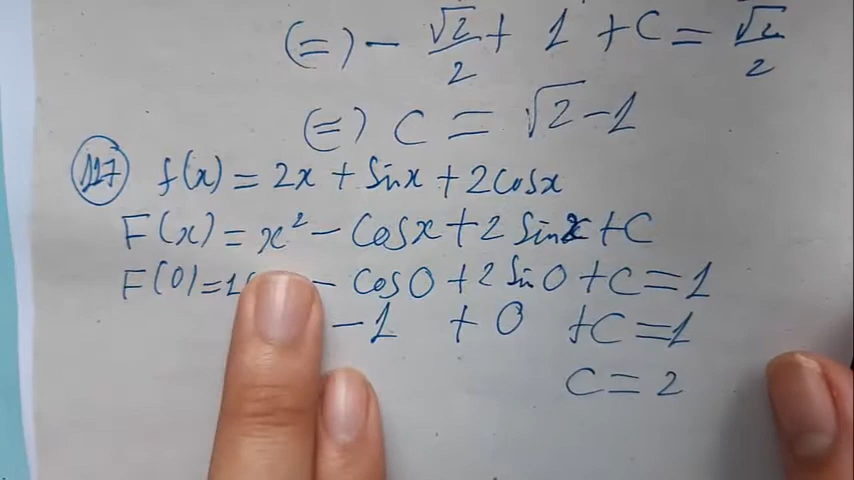 (=) - √2/2 + 1 + C = √2/2
(=) C = √2 - 1
117 f(x) = 2x + Sinx + 2Cosx
F(x) = x² - Cosx + 2 Sinx + C
F(0) = 1 - Cos0 + 2 Sin0 + C = 1
-1 + 0 + C = 1
C = 2